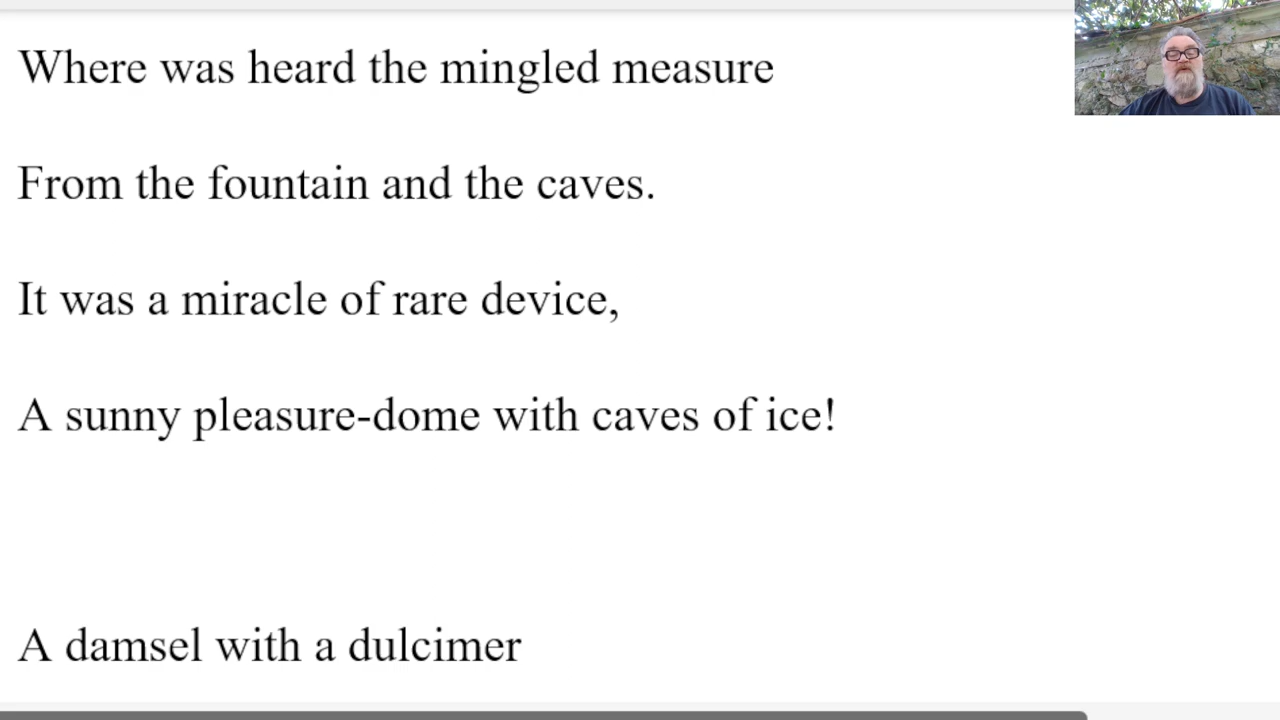 Where was heard the mingled measure
From the fountain and the caves.
It was a miracle of rare device,
A sunny pleasure-dome with caves of ice!
A damsel with a dulcimer